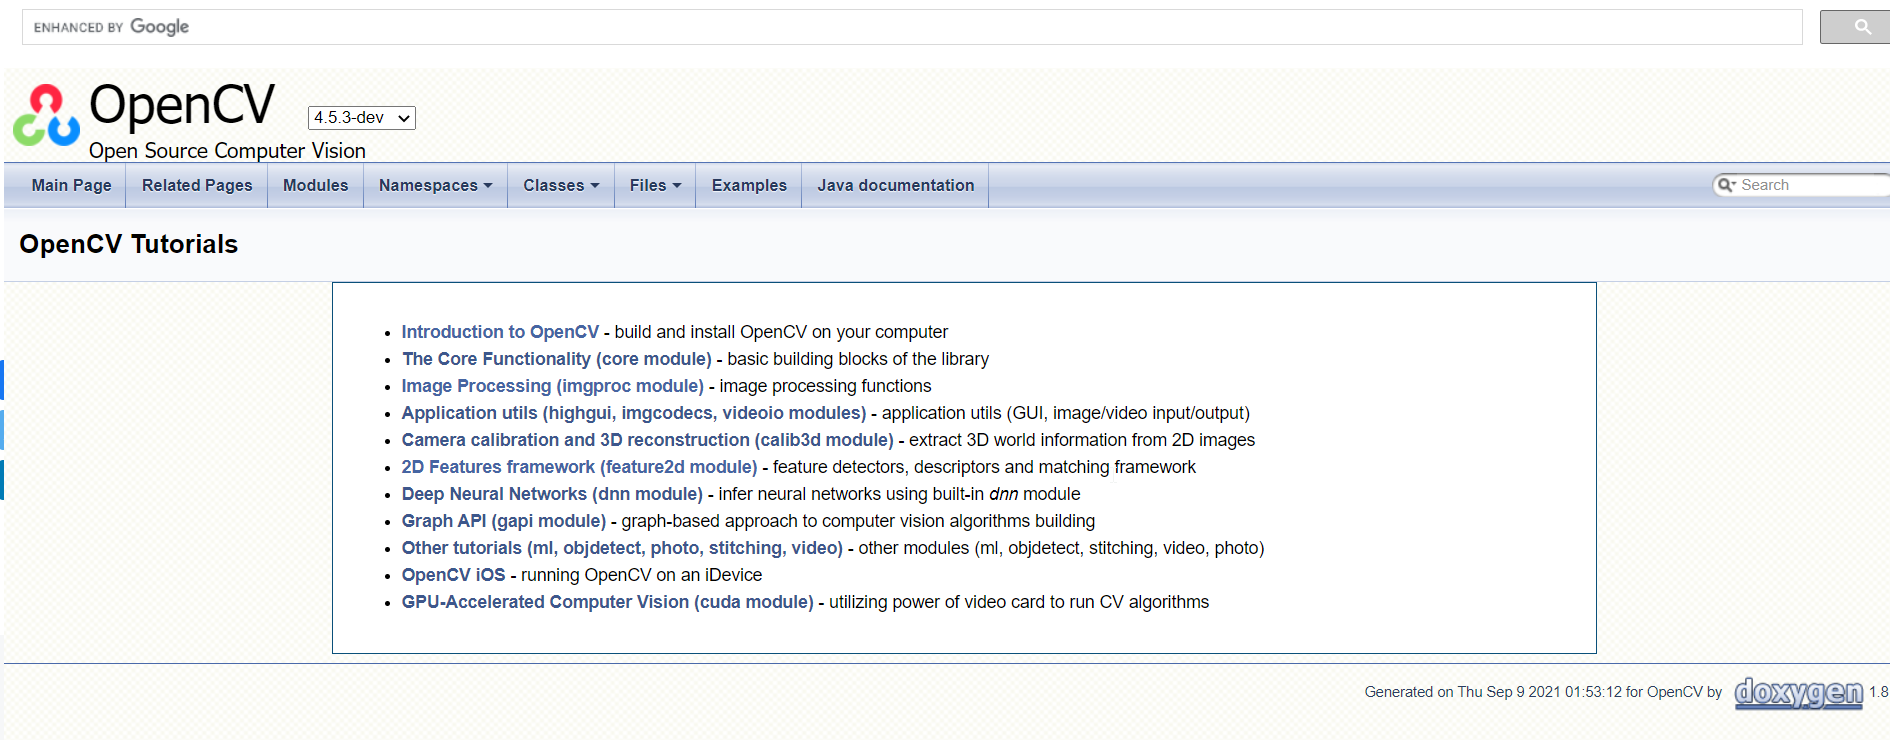 ENHANCED BY Google
OpenCV 4.5.3-dev
Open Source Computer Vision
Main Page Related Pages Modules Namespaces Classes Files Examples Java documentation Search
OpenCV Tutorials
• Introduction to OpenCV - build and install OpenCV on your computer
• The Core Functionality (core module) - basic building blocks of the library
• Image Processing (imgproc module) - image processing functions
• Application utils (highgui, imgcodecs, videoio modules) - application utils (GUI, image/video input/output)
• Camera calibration and 3D reconstruction (calib3d module) - extract 3D world information from 2D images
• 2D Features framework (feature2d module) - feature detectors, descriptors and matching framework
• Deep Neural Networks (dnn module) - infer neural networks using built-in dnn module
• Graph API (gapi module) - graph-based approach to computer vision algorithms building
• Other tutorials (ml, objdetect, photo, stitching, video) - other modules (ml, objdetect, stitching, video, photo)
• OpenCV iOS - running OpenCV on an iDevice
• GPU-Accelerated Computer Vision (cuda module) - utilizing power of video card to run CV algorithms
Generated on Thu Sep 9 2021 01:53:12 for OpenCV by doxygen 1.8